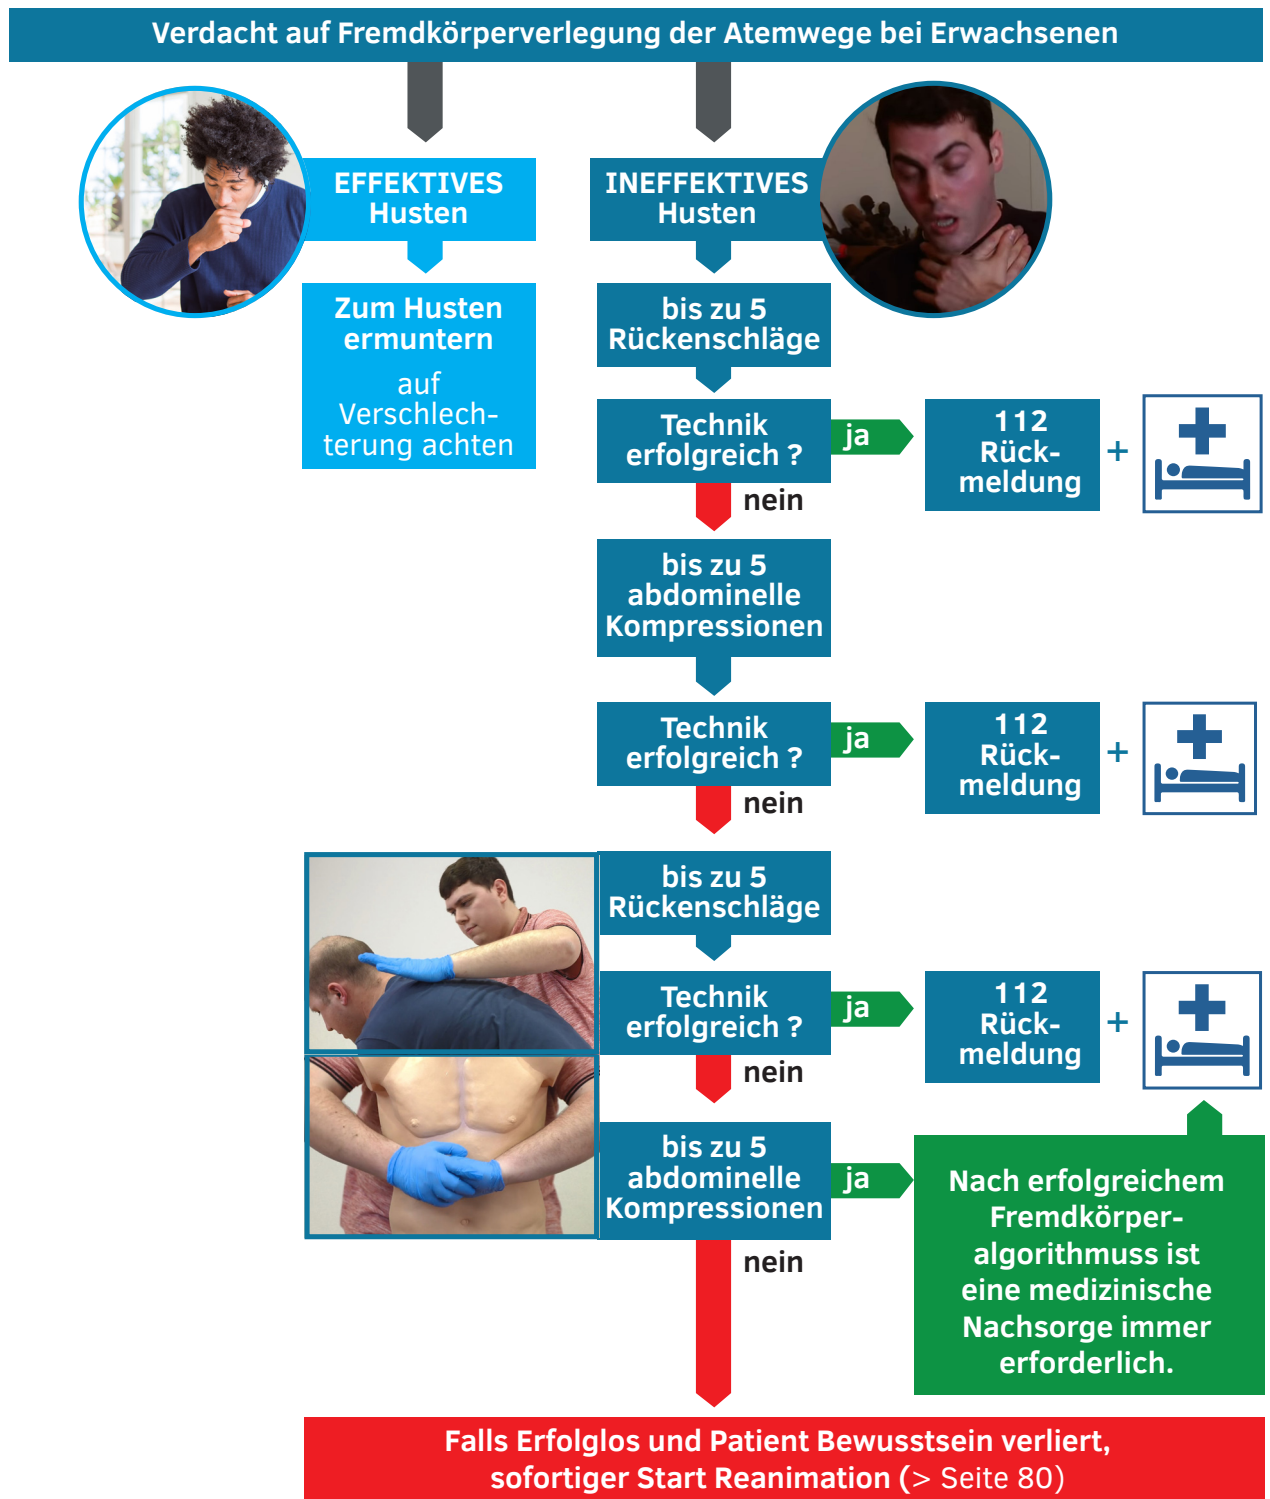 Verdacht auf Fremdkörperverlegung der Atemwege bei Erwachsenen
EFFEKTIVES
Husten
Zum Husten
ermuntern
auf
Verschlech-
terung achten
INEFFEKTIVES
Husten
bis zu 5
Rückenschläge
Technik
erfolgreich ?
ja
112
Rück-
meldung
+
nein
bis zu 5
abdominelle
Kompressionen
Technik
erfolgreich ?
ja
112
Rück-
meldung
+
nein
bis zu 5
Rückenschläge
Technik
erfolgreich ?
ja
112
Rück-
meldung
+
nein
bis zu 5
abdominelle
Kompressionen
ja
Nach erfolgreichem
Fremdkörper-
algorithmuss ist
eine medizinische
Nachsorge immer
erforderlich.
nein
Falls Erfolglos und Patient Bewusstsein verliert,
sofortiger Start Reanimation (> Seite 80)